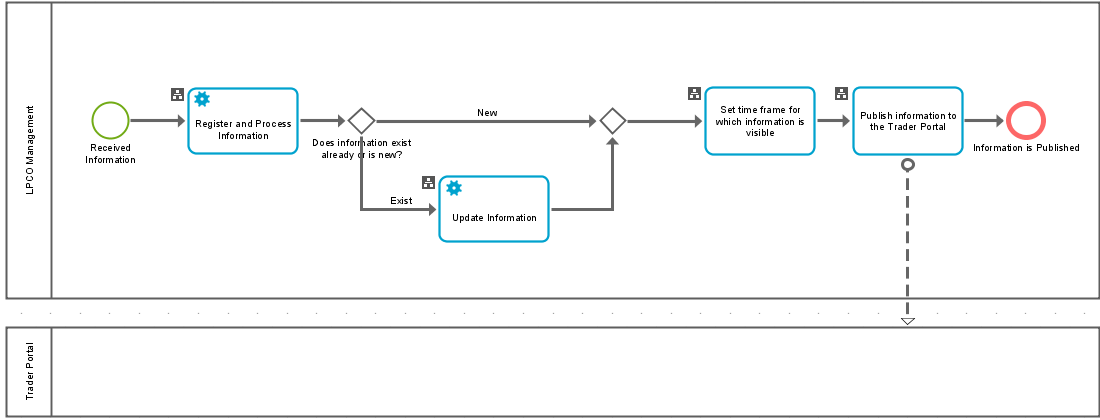 LPCO Management
Received
Information
Register and Process
Information
Does information exist
already or is new?
New
Exist
Update Information
Set time frame for
which information is
visible
Publish information to
the Trader Portal
Information is Published
Trader Portal